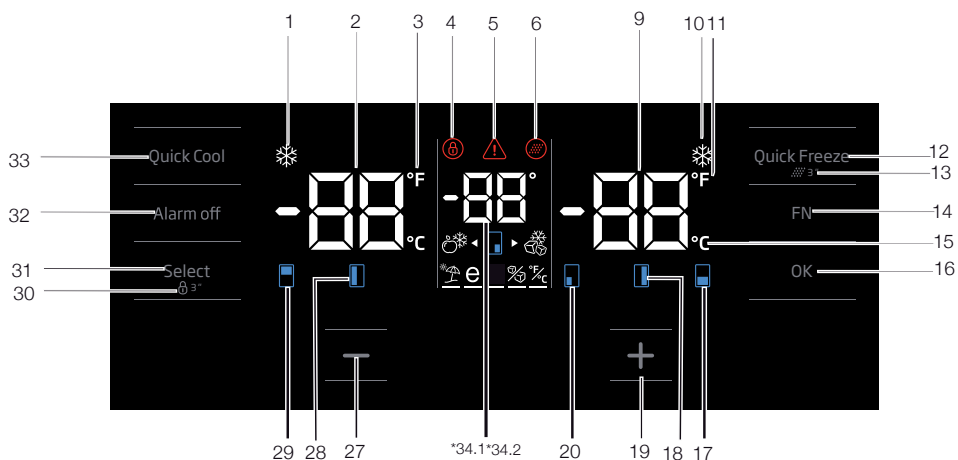 1 2 3 4 5 6 9 10 11
33 Quick Cool Quick Freeze 12
3" 13
°F ° °F
-88 -88 -88
32 Alarm off FN 14
°C °C 15
31 Select OK 16
30 3"
e °F/°C
29 28 27 *34.1 *34.2 20 19 18 17